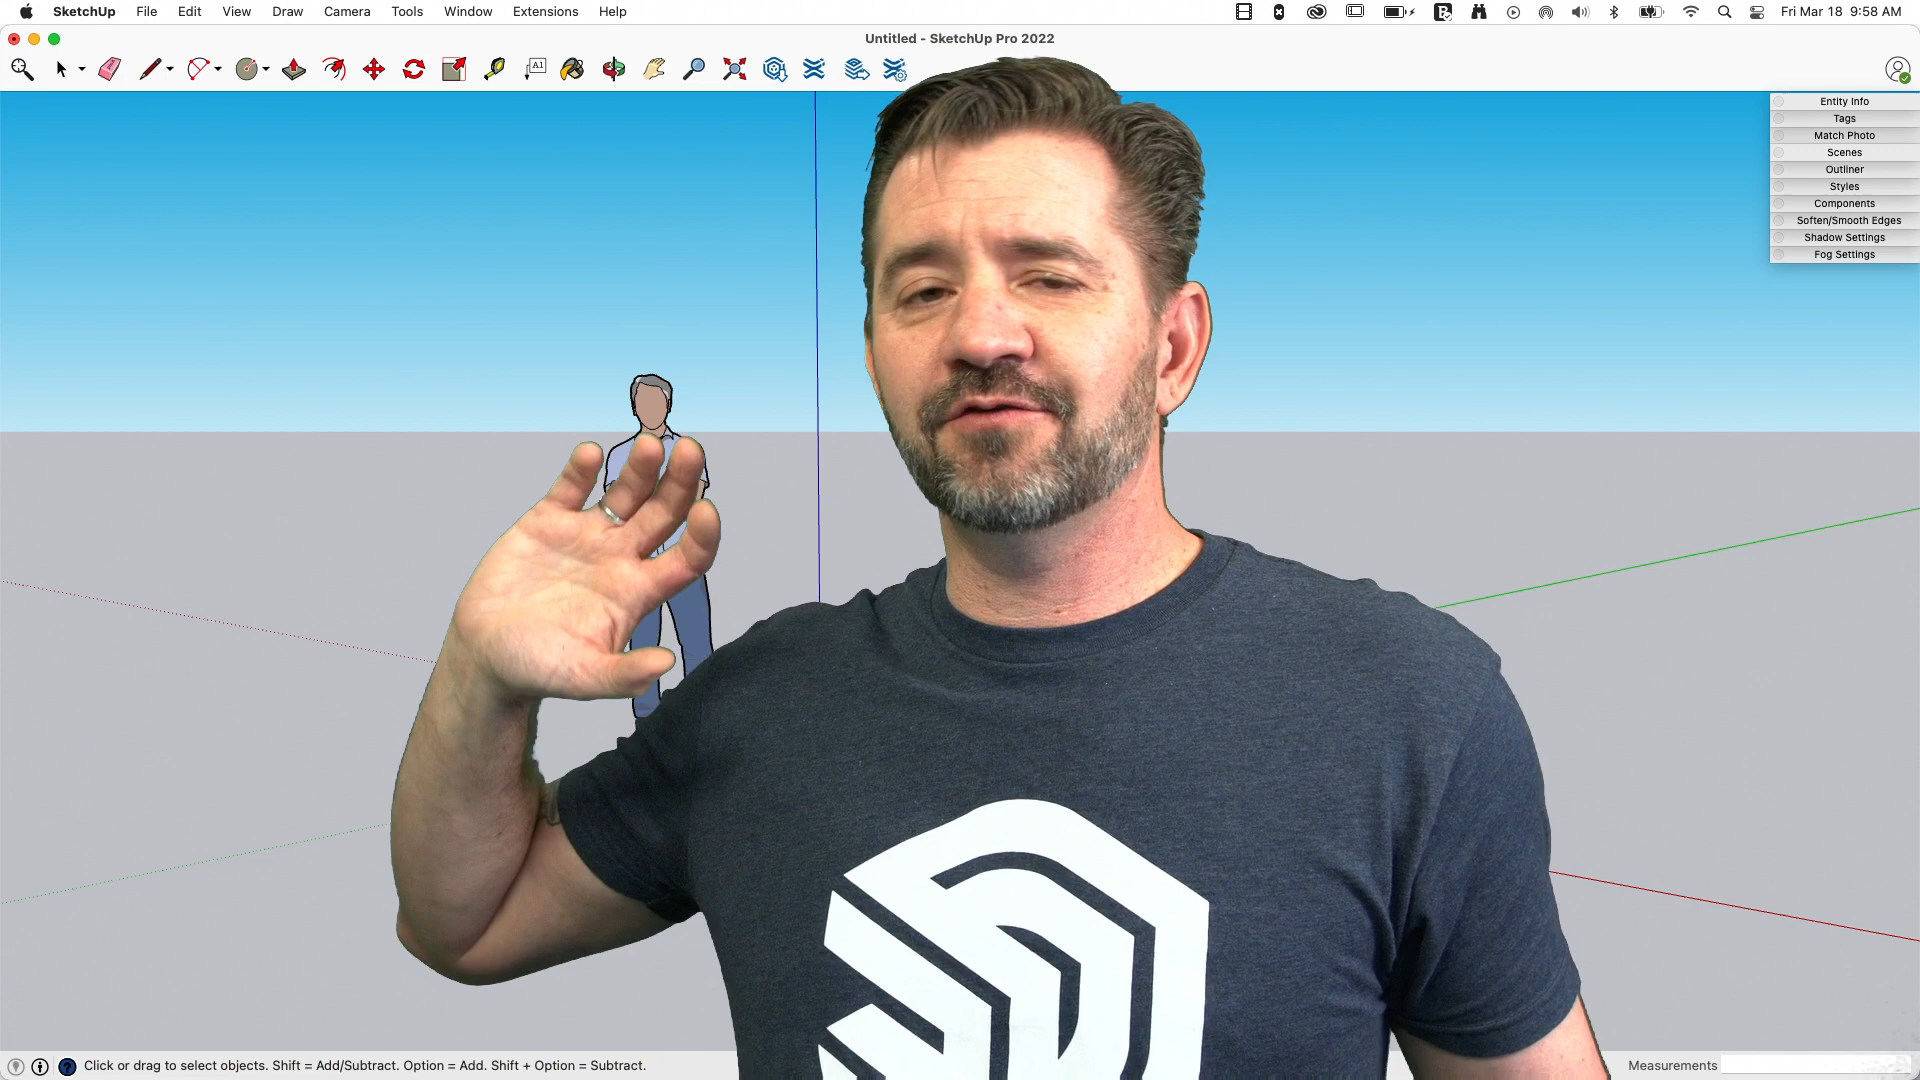 SketchUp File Edit View Draw Camera Tools Window Extensions Help Fri Mar 18 9:58 AM
Untitled - SketchUp Pro 2022
A1
Entity Info
Tags
Match Photo
Scenes
Outliner
Styles
Components
Soften/Smooth Edges
Shadow Settings
Fog Settings
Click or drag to select objects. Shift = Add/Subtract. Option = Add. Shift + Option = Subtract. Measurements